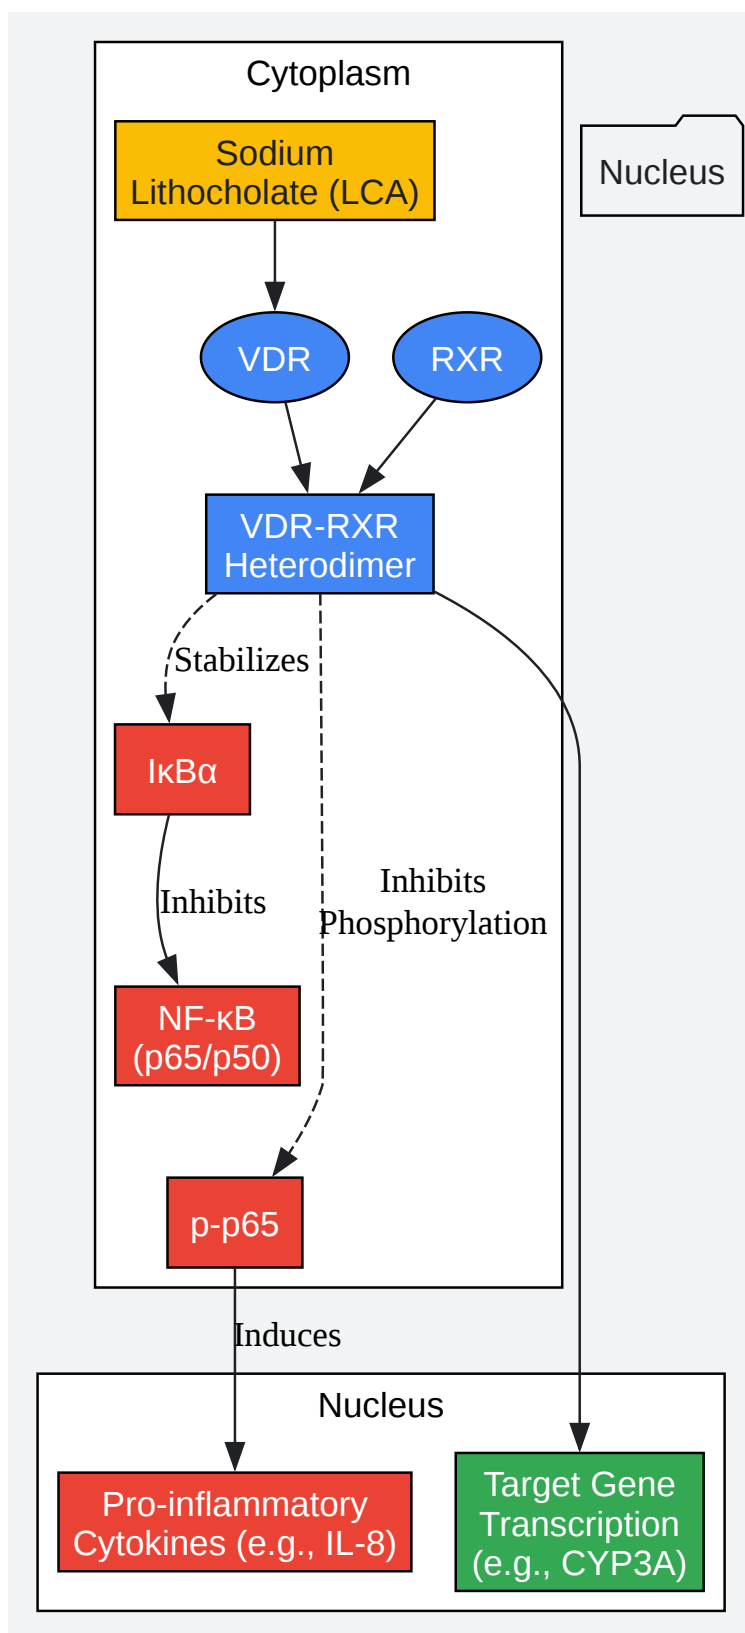 Cytoplasm
Sodium
Lithocholate (LCA)
Nucleus
VDR
RXR
VDR-RXR
Heterodimer
Stabilizes
IκBα
Inhibits
Phosphorylation
Inhibits
NF-κB
(p65/p50)
p-p65
Induces
Nucleus
Pro-inflammatory
Cytokines (e.g., IL-8)
Target Gene
Transcription
(e.g., CYP3A)